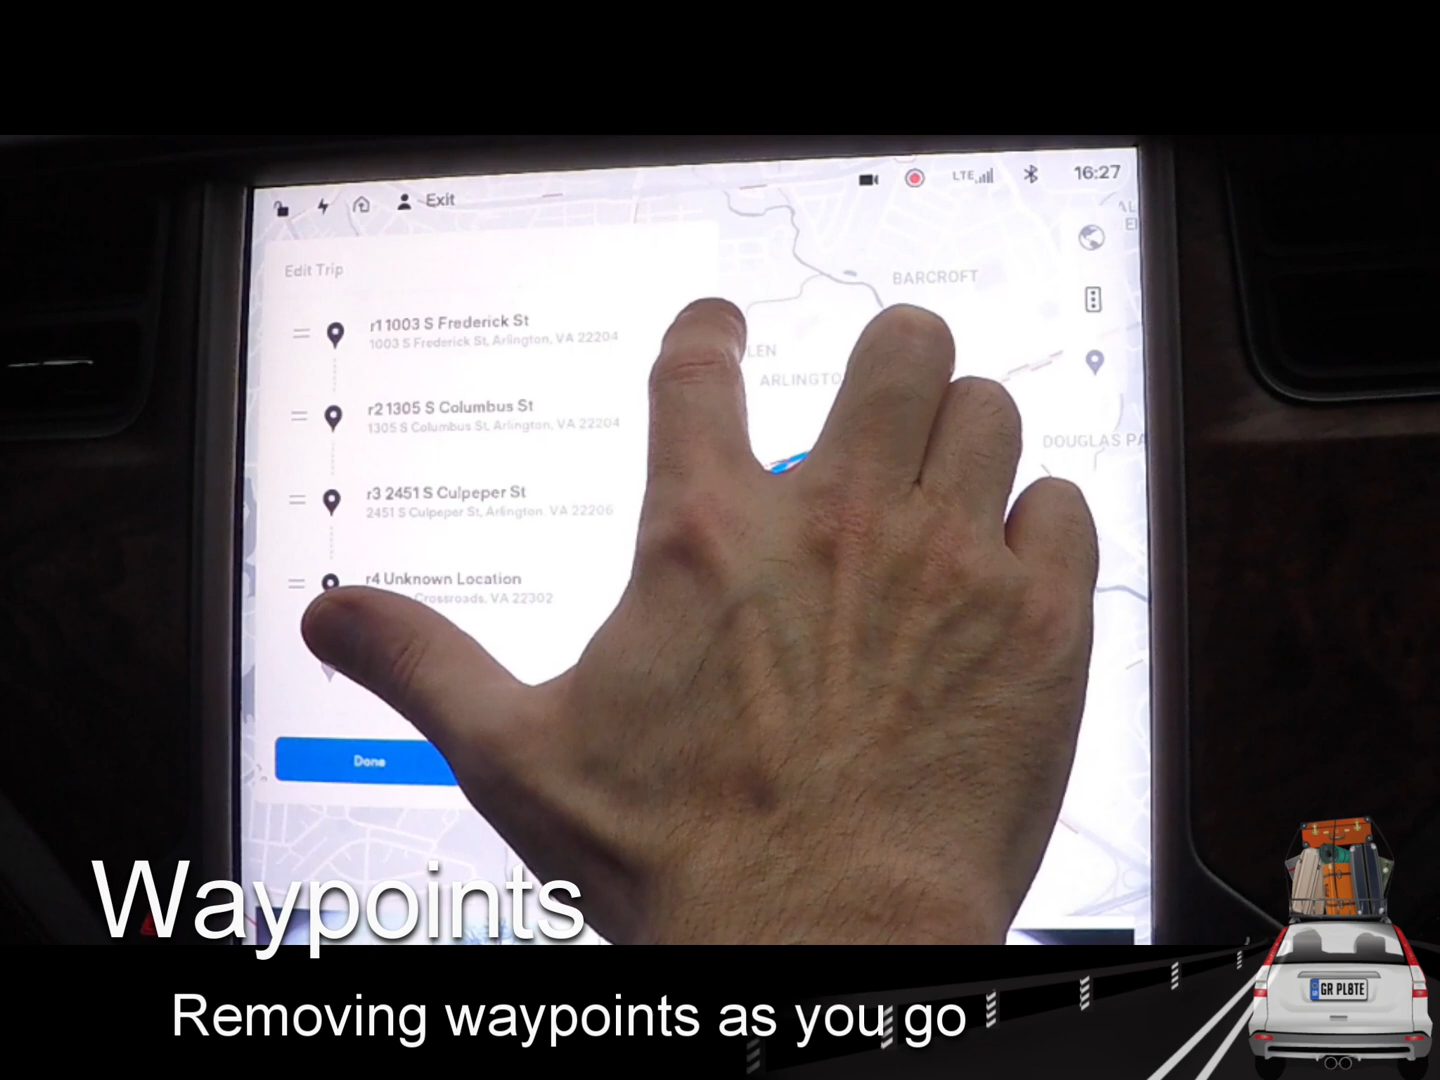 Exit
LTE
16:27
Edit Trip
BARCROFT
r1 1003 S Frederick St
1003 S Frederick St, Arlington, VA 22204
LEN
ARLINGTO
r2 1305 S Columbus St
1305 S Columbus St, Arlington, VA 22204
DOUGLAS PA
r3 2451 S Culpeper St
2451 S Culpeper St, Arlington, VA 22206
r4 Unknown Location
Crossroads, VA 22302
Done
Waypoints
Removing waypoints as you go
GR PL8TE